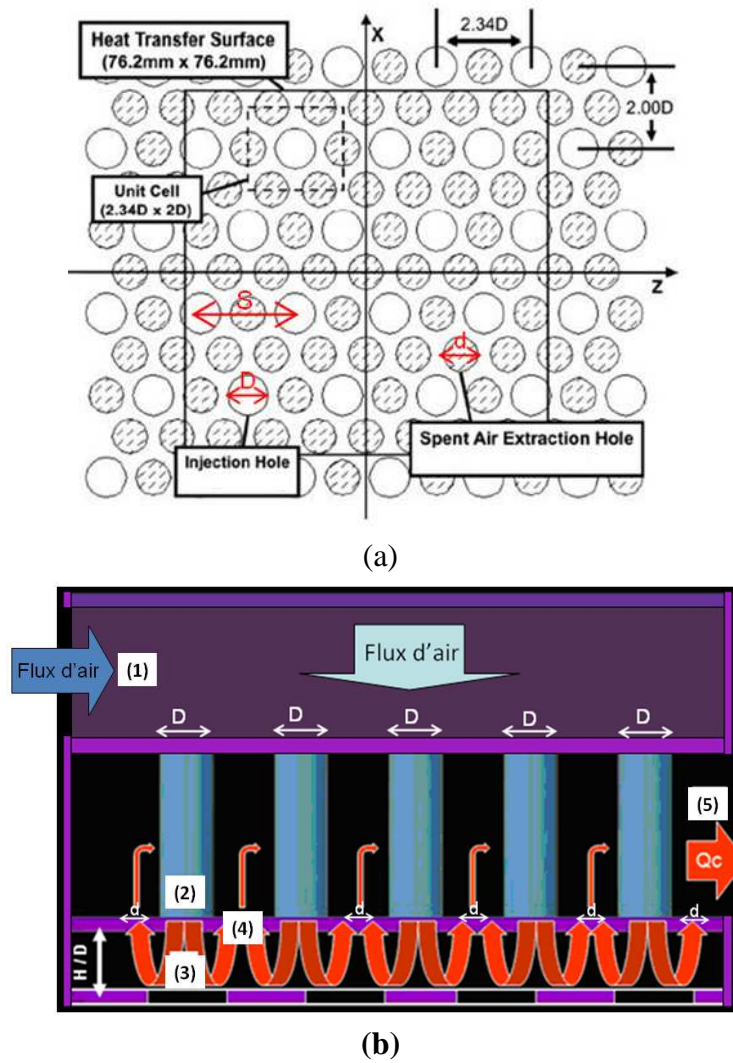 X
2.34D
Heat Transfer Surface
(76.2mm x 76.2mm)
2.00D
Unit Cell
(2.34D x 2D)
Z
S
d
D
Spent Air Extraction Hole
Injection Hole
(a)
Flux d'air
(1)
Flux d'air
D D D D D
(5)
Qc
(2)
d d d d d d
(4)
(3)
H / D
(b)